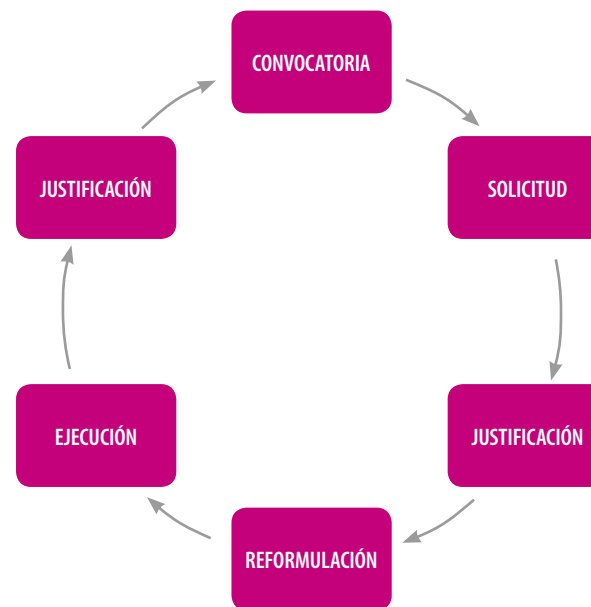 CONVOCATORIA
SOLICITUD
JUSTIFICACIÓN
REFORMULACIÓN
EJECUCIÓN
JUSTIFICACIÓN